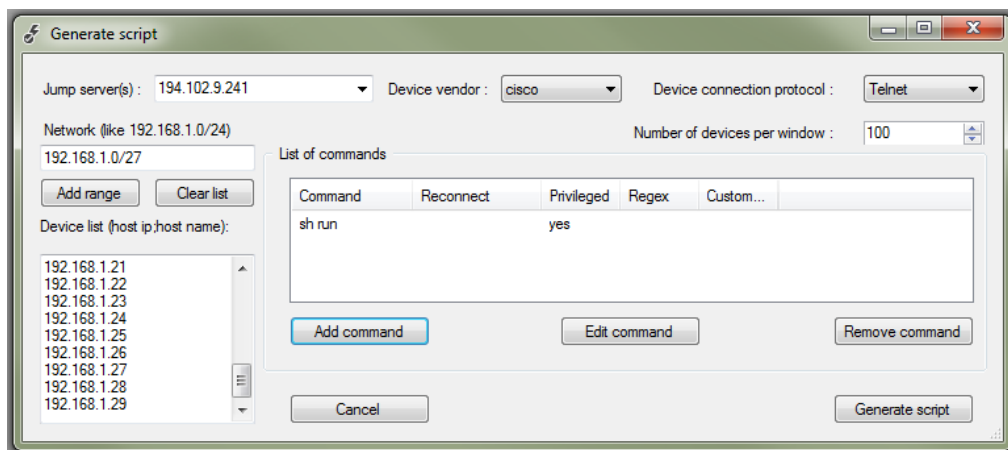 Generate script
Jump server(s) : 194.102.9.241 Device vendor : cisco Device connection protocol : Telnet
Network (like 192.168.1.0/24) Number of devices per window : 100
192.168.1.0/27
List of commands
Add range Clear list
Command Reconnect Privileged Regex Custom...
sh run yes
Device list (host ip;host name):
192.168.1.21
192.168.1.22
192.168.1.23
192.168.1.24
192.168.1.25
192.168.1.26
192.168.1.27
192.168.1.28
192.168.1.29
Add command Edit command Remove command
Cancel Generate script